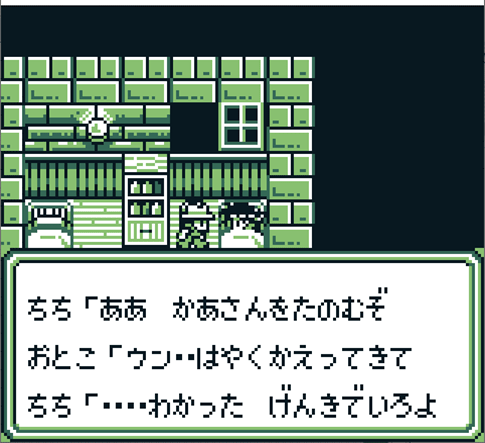 ちち「ああ　かあさんをたのむぞ
おとこ「ウン‥はやくかえってきて
ちち「‥‥わかった　げんきでいろよ